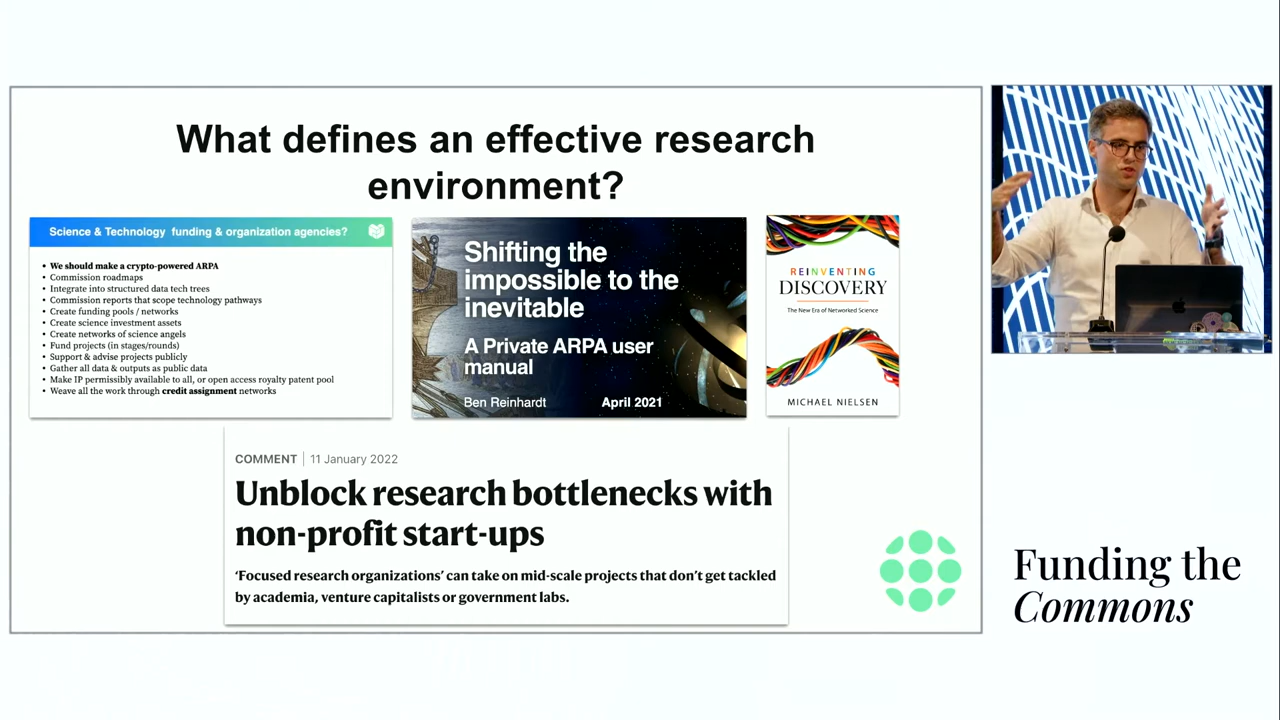 What defines an effective research
environment?
Science & Technology funding & organization agencies?
• We should make a crypto-powered ARPA
• Commission roadmaps
• Integrate into structured data tech trees
• Commission reports that scope technology pathways
• Create funding pools / networks
• Create science investment assets
• Create networks of science angels
• Fund projects (in stages/rounds)
• Support & advise projects publicly
• Gather all data & outputs as public data
• Make IP permissibly available to all, or open access royalty patent pool
• Weave all the work through credit assignment networks
Shifting the
impossible to the
inevitable
A Private ARPA user
manual
Ben Reinhardt April 2021
REINVENTING
DISCOVERY
The New Era of Networked Science
MICHAEL NIELSEN
COMMENT | 11 January 2022
Unblock research bottlenecks with
non-profit start-ups
‘Focused research organizations’ can take on mid-scale projects that don’t get tackled
by academia, venture capitalists or government labs.
Funding the
Commons